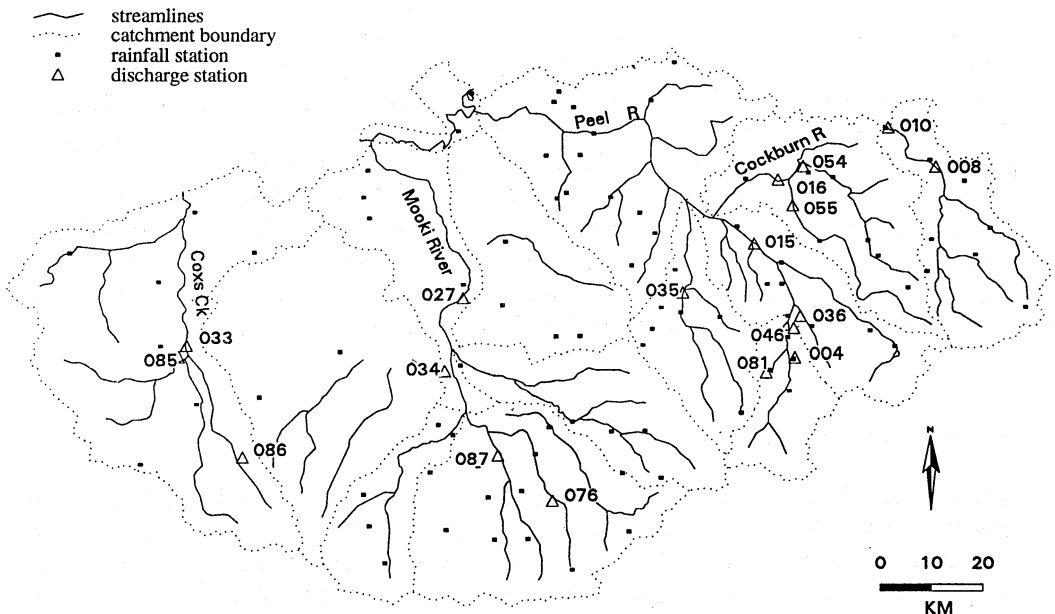 streamlines
catchment boundary
rainfall station
discharge station
Peel R
Cockburn R
010
054
008
016
055
Mooki River
015
Coxs Ck
027
035
036
033
046
085
034
081
004
086
087
076
N
0 10 20
KM